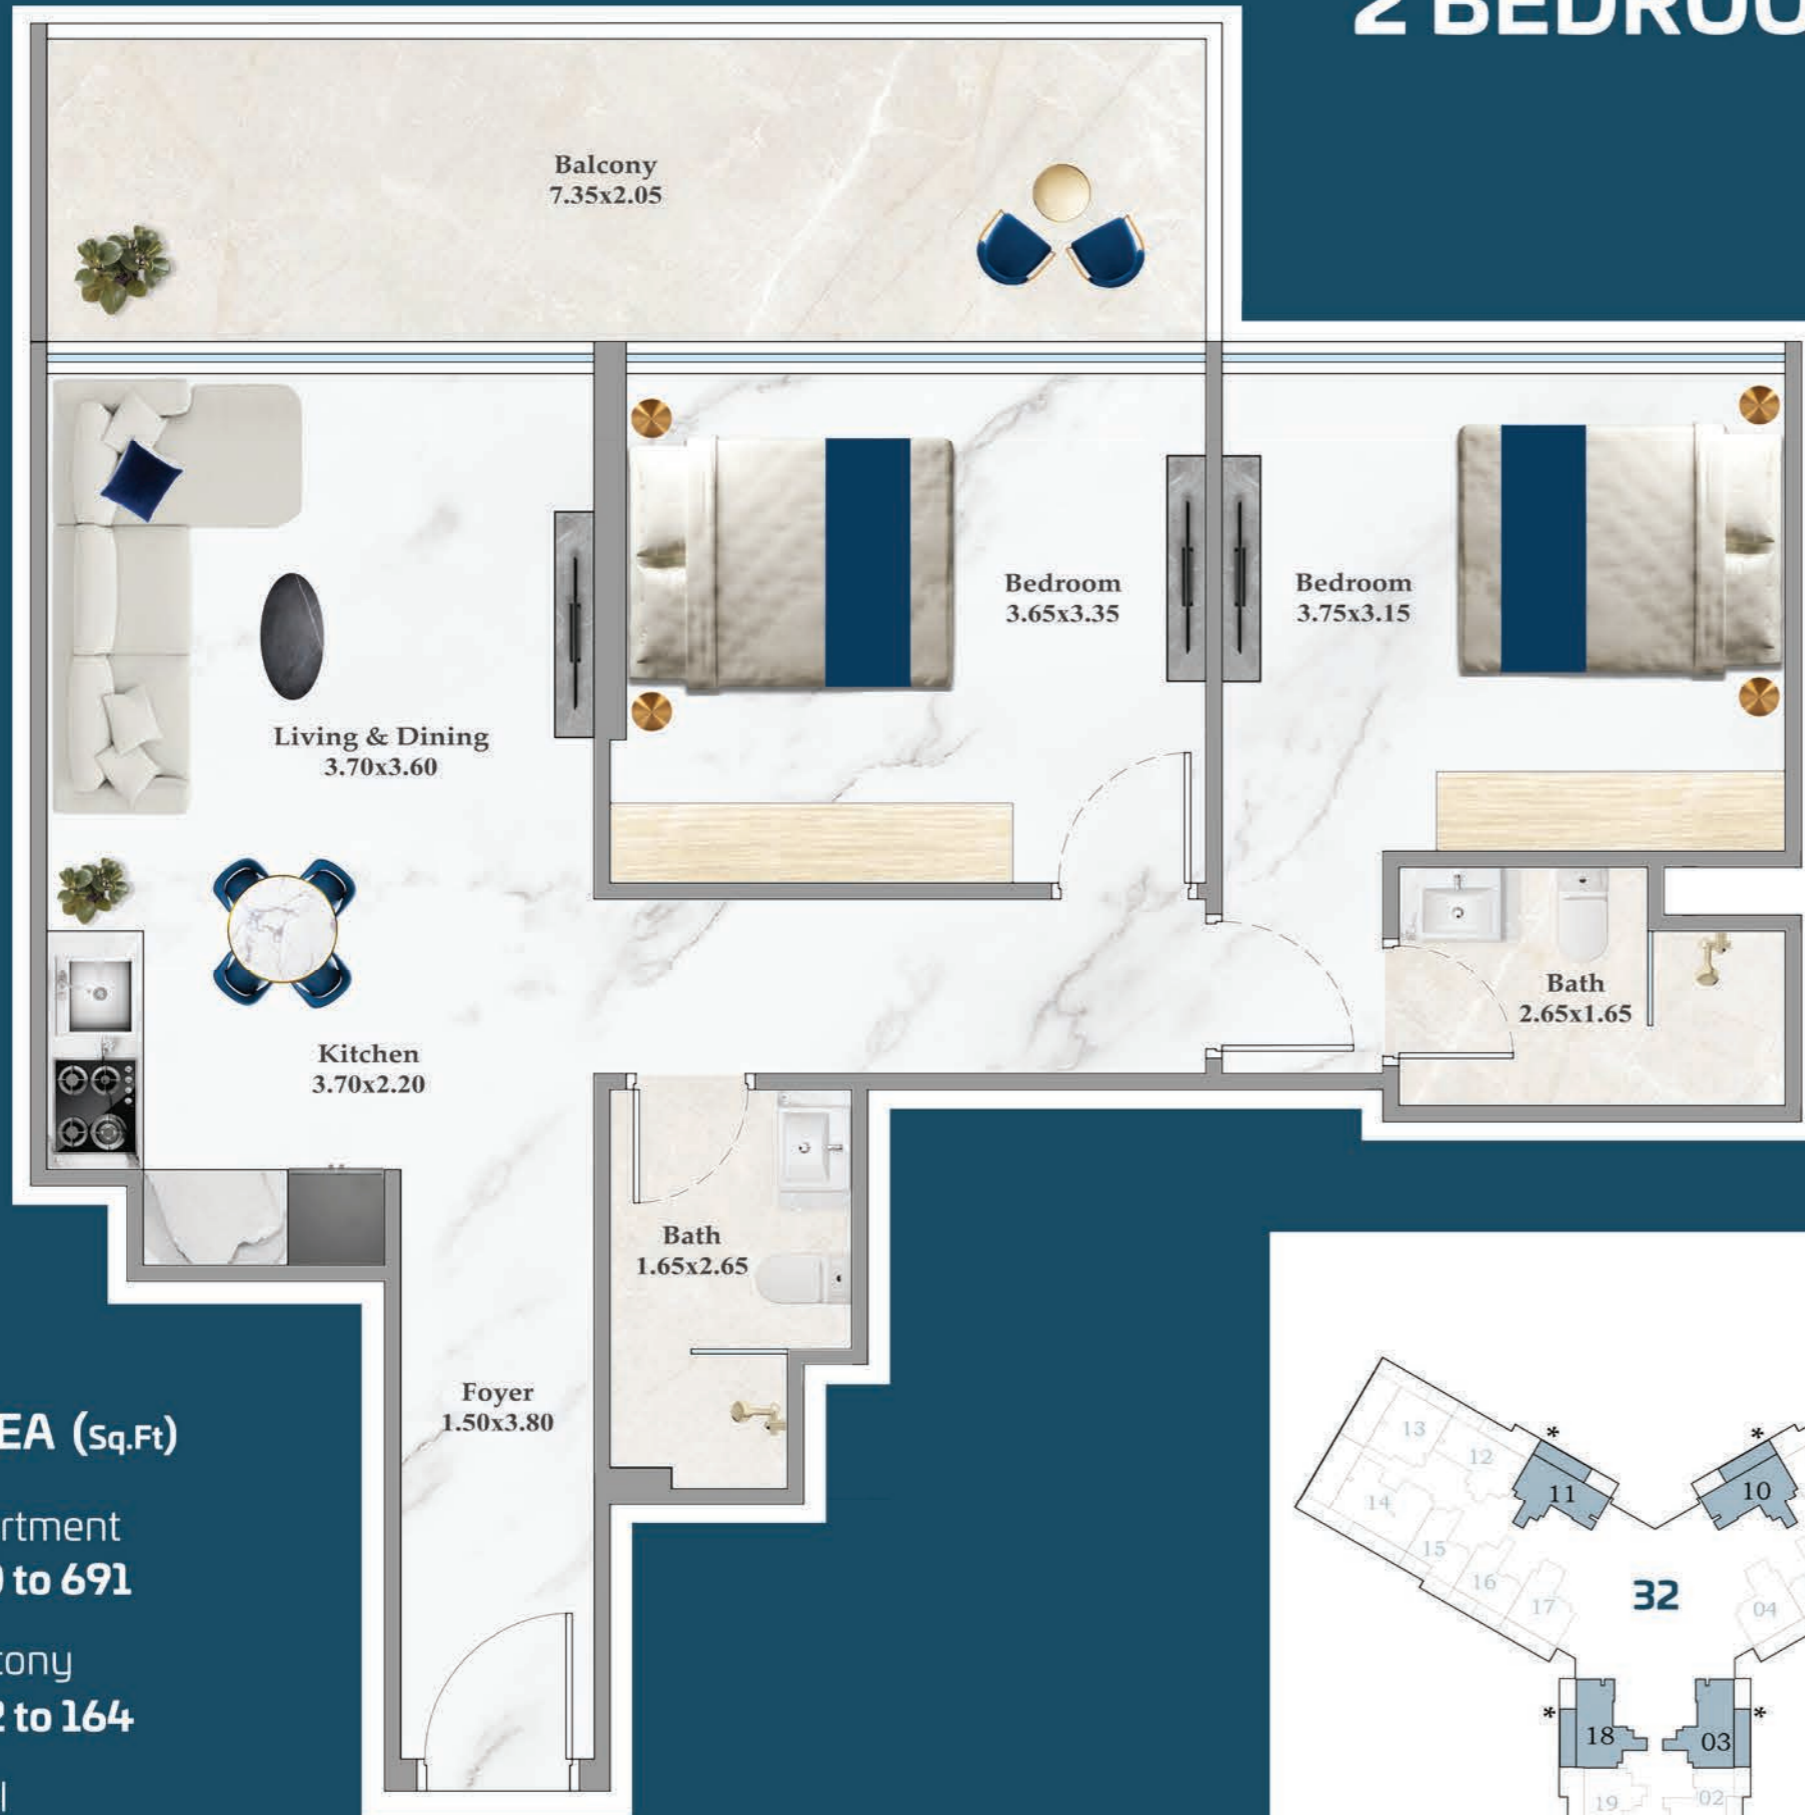 2 BEDROO
Balcony
7.35x2.05
Bedroom
3.65x3.35
Bedroom
3.75x3.15
Living & Dining
3.70x3.60
Bath
2.65x1.65
Kitchen
3.70x2.20
Bath
1.65x2.65
Foyer
1.50x3.80
EA (Sq.Ft)
rtment
to 691
cony
2 to 164
l
13
12
11
10
14
15
16
17
32
04
18
03
19
02
*
*
*
*